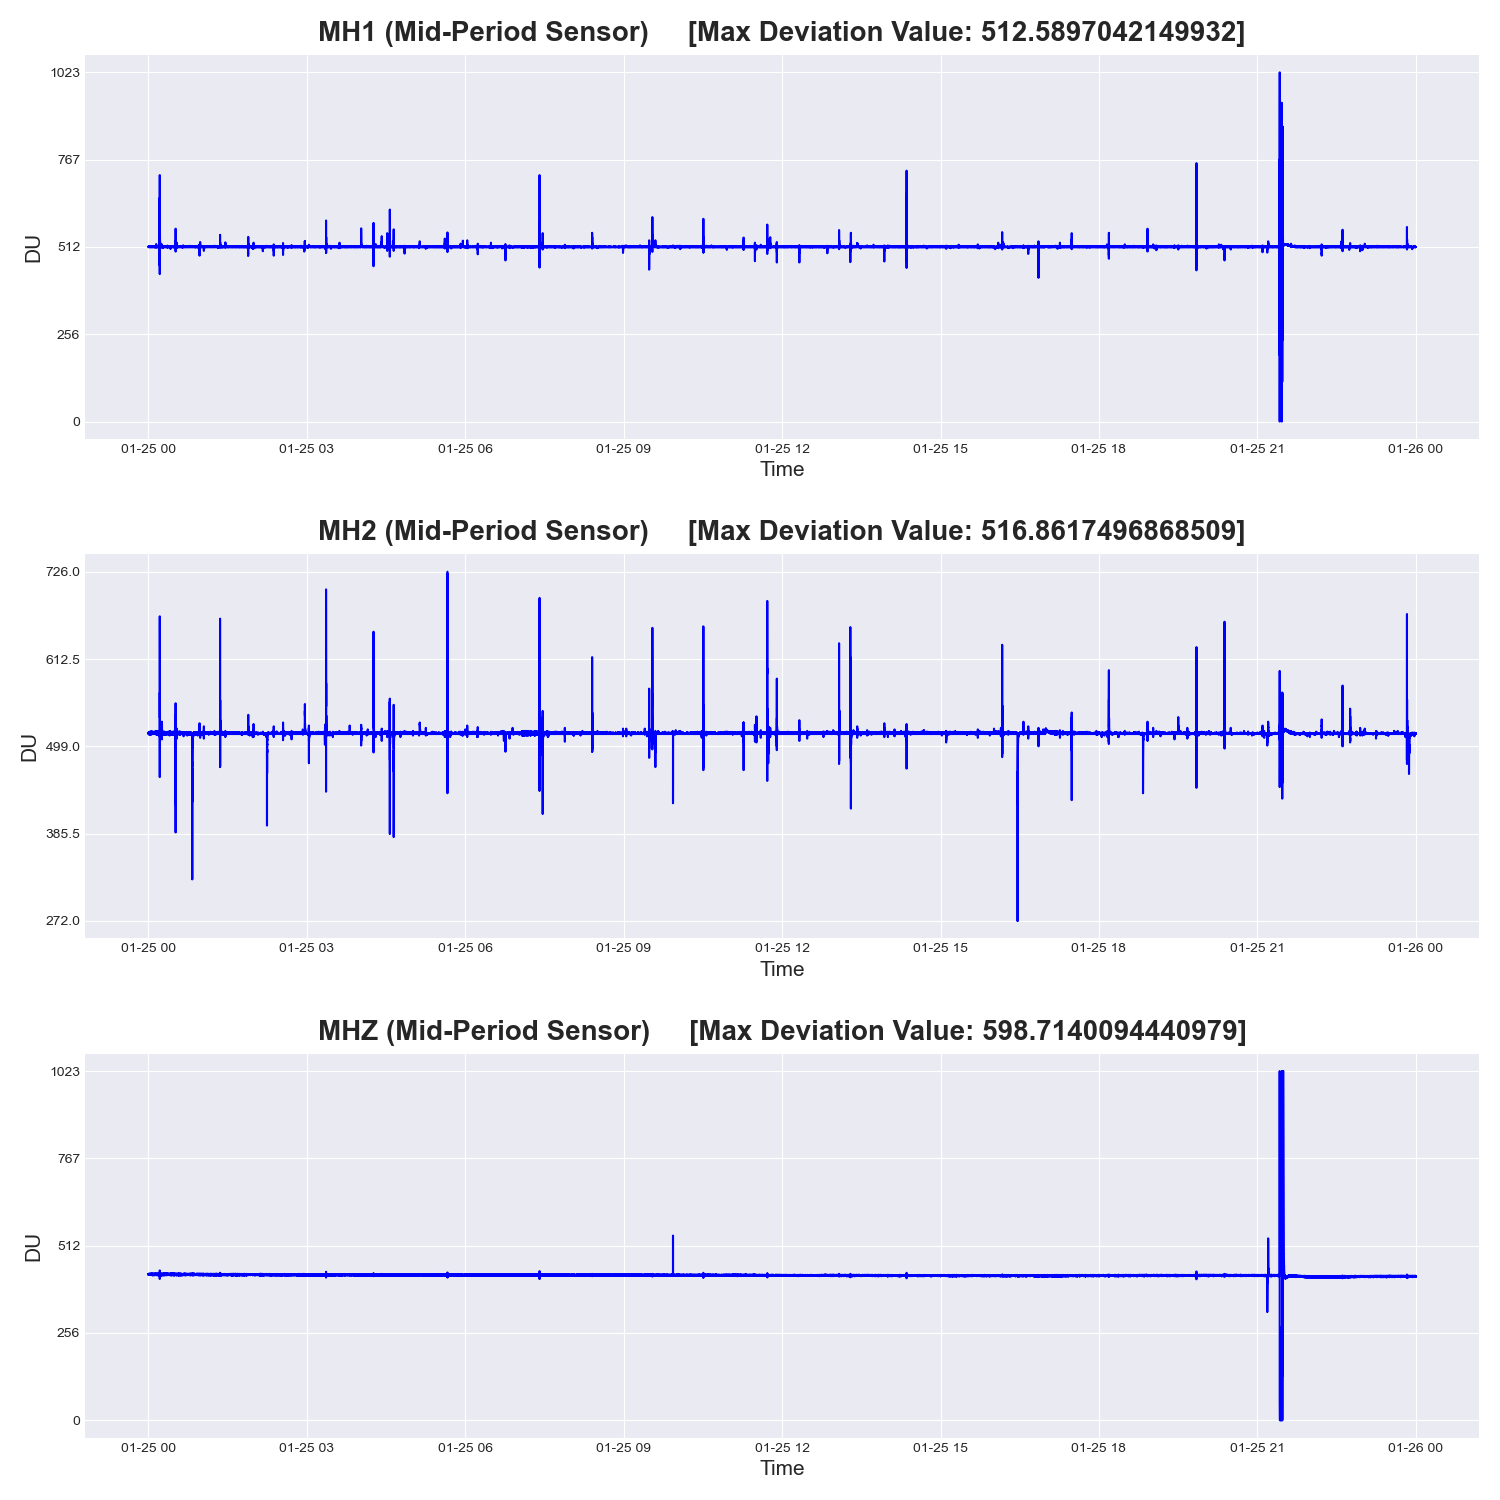 MH1 (Mid-Period Sensor) [Max Deviation Value: 512.5897042149932]
1023
767
512
256
0
DU
01-25 00 01-25 03 01-25 06 01-25 09 01-25 12 01-25 15 01-25 18 01-25 21 01-26 00
Time
MH2 (Mid-Period Sensor) [Max Deviation Value: 516.8617496868509]
726.0
612.5
499.0
385.5
272.0
DU
01-25 00 01-25 03 01-25 06 01-25 09 01-25 12 01-25 15 01-25 18 01-25 21 01-26 00
Time
MHZ (Mid-Period Sensor) [Max Deviation Value: 598.7140094440979]
1023
767
512
256
0
DU
01-25 00 01-25 03 01-25 06 01-25 09 01-25 12 01-25 15 01-25 18 01-25 21 01-26 00
Time